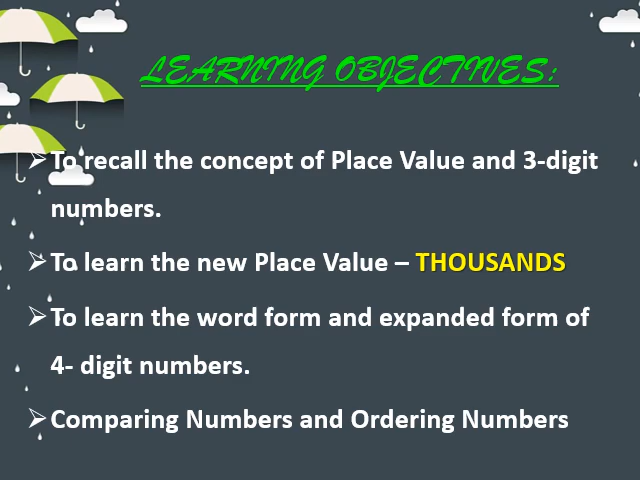 LEARNING OBJECTIVES:
➢To recall the concept of Place Value and 3-digit
numbers.
➢To learn the new Place Value – THOUSANDS
➢To learn the word form and expanded form of
4- digit numbers.
➢Comparing Numbers and Ordering Numbers